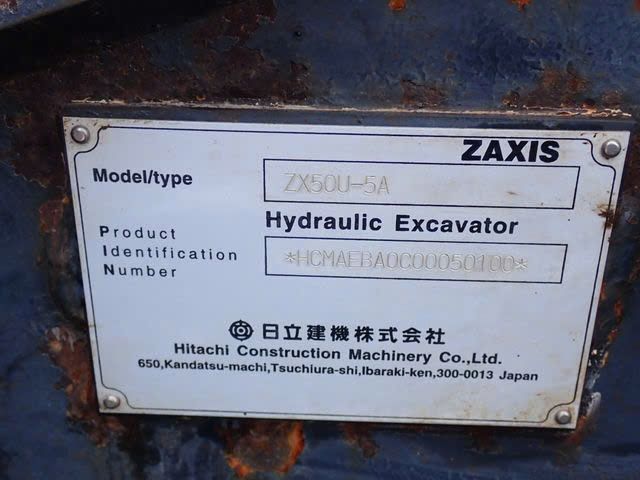 ZAXIS
Model/type ZX50U-5A
Hydraulic Excavator
Product
Identification *HCMAEBA0C00050100*
Number
日立建機株式会社
Hitachi Construction Machinery Co.,Ltd.
650,Kandatsu-machi,Tsuchiura-shi,Ibaraki-ken,300-0013 Japan